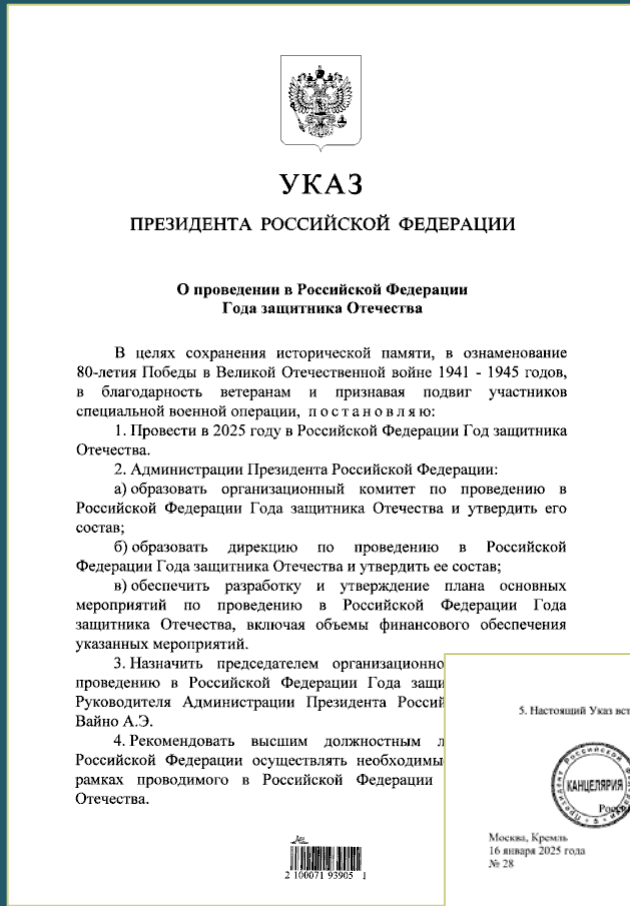 УКАЗ
ПРЕЗИДЕНТА РОССИЙСКОЙ ФЕДЕРАЦИИ
О проведении в Российской Федерации
Года защитника Отечества
В целях сохранения исторической памяти, в ознаменование
80-летия Победы в Великой Отечественной войне 1941 - 1945 годов,
в благодарность ветеранам и признавая подвиг участников
специальной военной операции, п о с т а н о в л я ю:
1. Провести в 2025 году в Российской Федерации Год защитника
Отечества.
2. Администрации Президента Российской Федерации:
а) образовать организационный комитет по проведению в
Российской Федерации Года защитника Отечества и утвердить его
состав;
б) образовать дирекцию по проведению в Российской
Федерации Года защитника Отечества и утвердить ее состав;
в) обеспечить разработку и утверждение плана основных
мероприятий по проведению в Российской Федерации Года
защитника Отечества, включая объемы финансового обеспечения
указанных мероприятий.
3. Назначить председателем организационно
проведению в Российской Федерации Года защи
Руководителя Администрации Президента Россий
Вайно А.Э.
4. Рекомендовать высшим должностным л
Российской Федерации осуществлять необходимы
рамках проводимого в Российской Федерации
Отечества.
2 100071 93905 1
5. Настоящий Указ вст
КАНЦЕЛЯРИЯ
Москва, Кремль
16 января 2025 года
№ 28